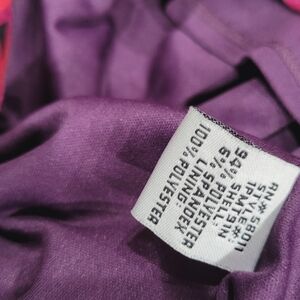 RN#:58011
SHELL:
94% POLYESTER
6% SPANDEX
LINING:
100% POLYESTER